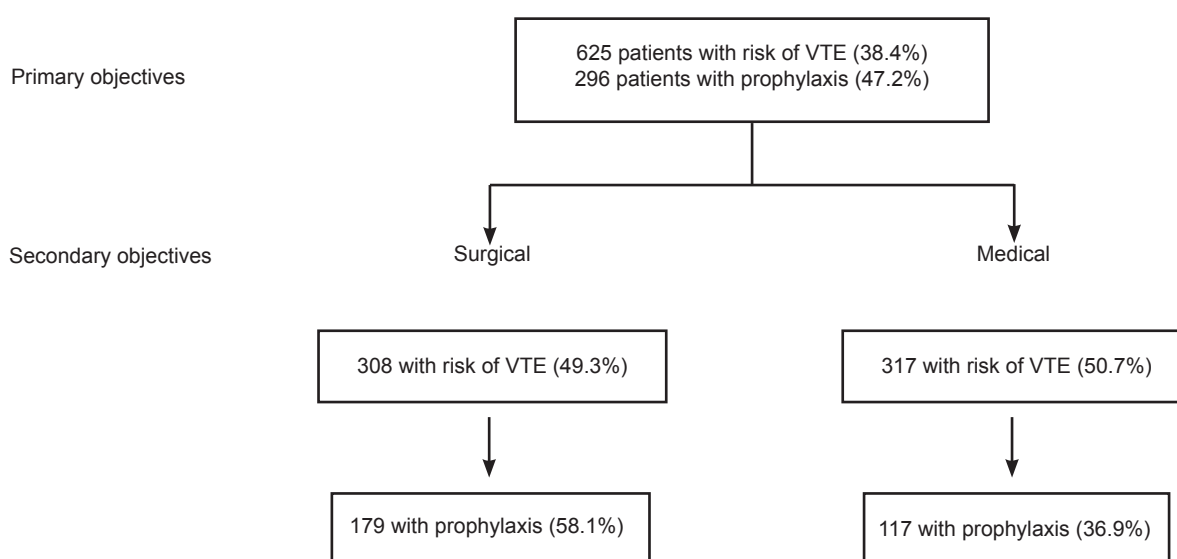 Primary objectives
625 patients with risk of VTE (38.4%)
296 patients with prophylaxis (47.2%)
Secondary objectives
Surgical
Medical
308 with risk of VTE (49.3%)
317 with risk of VTE (50.7%)
179 with prophylaxis (58.1%)
117 with prophylaxis (36.9%)